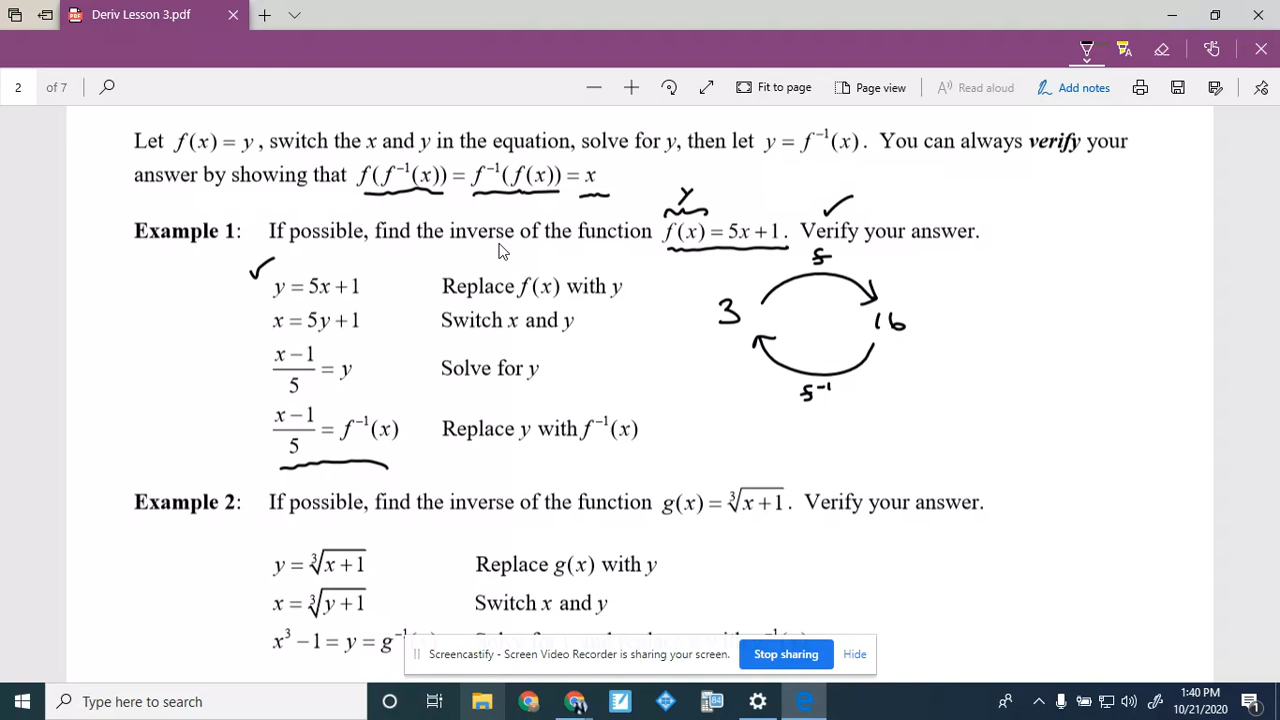 Deriv Lesson 3.pdf
2 of 7 Fit to page Page view Read aloud Add notes
Let f(x) = y, switch the x and y in the equation, solve for y, then let y = f⁻¹(x). You can always verify your
answer by showing that f(f⁻¹(x)) = f⁻¹(f(x)) = x
y
Example 1: If possible, find the inverse of the function f(x) = 5x + 1. Verify your answer.
f
y = 5x + 1 Replace f(x) with y
3 16
x = 5y + 1 Switch x and y
(x − 1)/5 = y Solve for y
f⁻¹
(x − 1)/5 = f⁻¹(x) Replace y with f⁻¹(x)
Example 2: If possible, find the inverse of the function g(x) = ∛(x + 1). Verify your answer.
y = ∛(x + 1) Replace g(x) with y
x = ∛(y + 1) Switch x and y
x³ − 1 = y = g⁻¹
Screencastify - Screen Video Recorder is sharing your screen. Stop sharing Hide
Type here to search
1:40 PM
10/21/2020